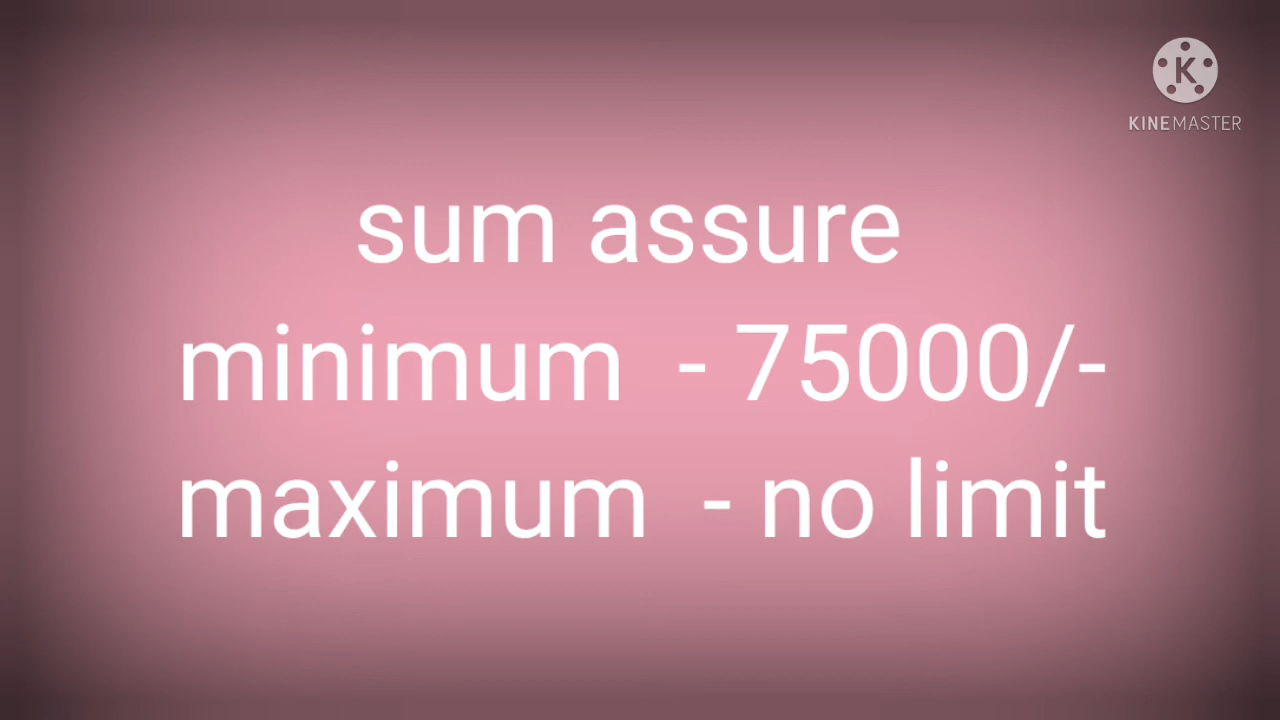 K
KINEMASTER
sum assure
minimum - 75000/-
maximum - no limit